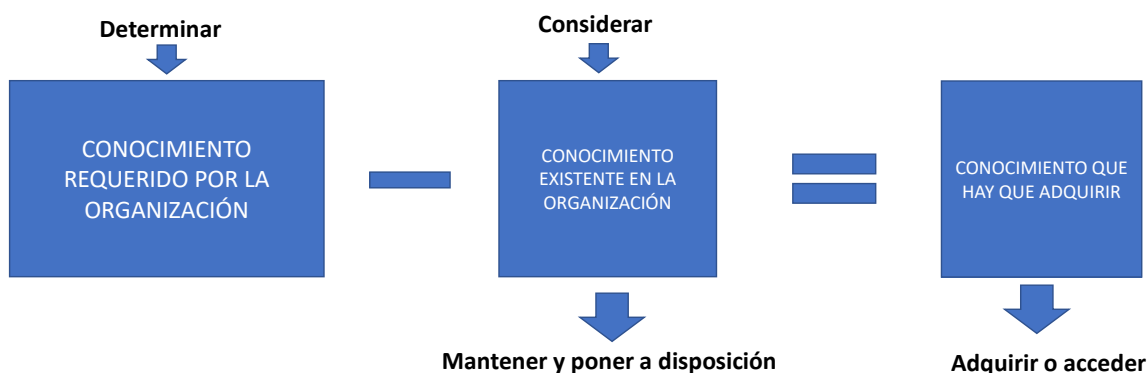 Determinar
Considerar
CONOCIMIENTO
REQUERIDO POR LA
ORGANIZACIÓN
CONOCIMIENTO
EXISTENTE EN LA
ORGANIZACIÓN
CONOCIMIENTO QUE
HAY QUE ADQUIRIR
Mantener y poner a disposición
Adquirir o acceder